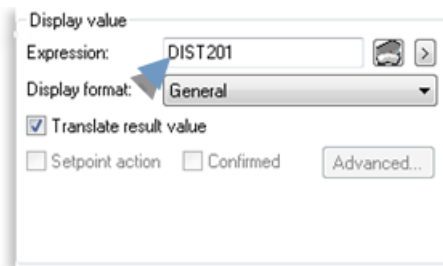 Display value
Expression: DIST201 >
Display format: General
Translate result value
Setpoint action Confirmed Advanced...